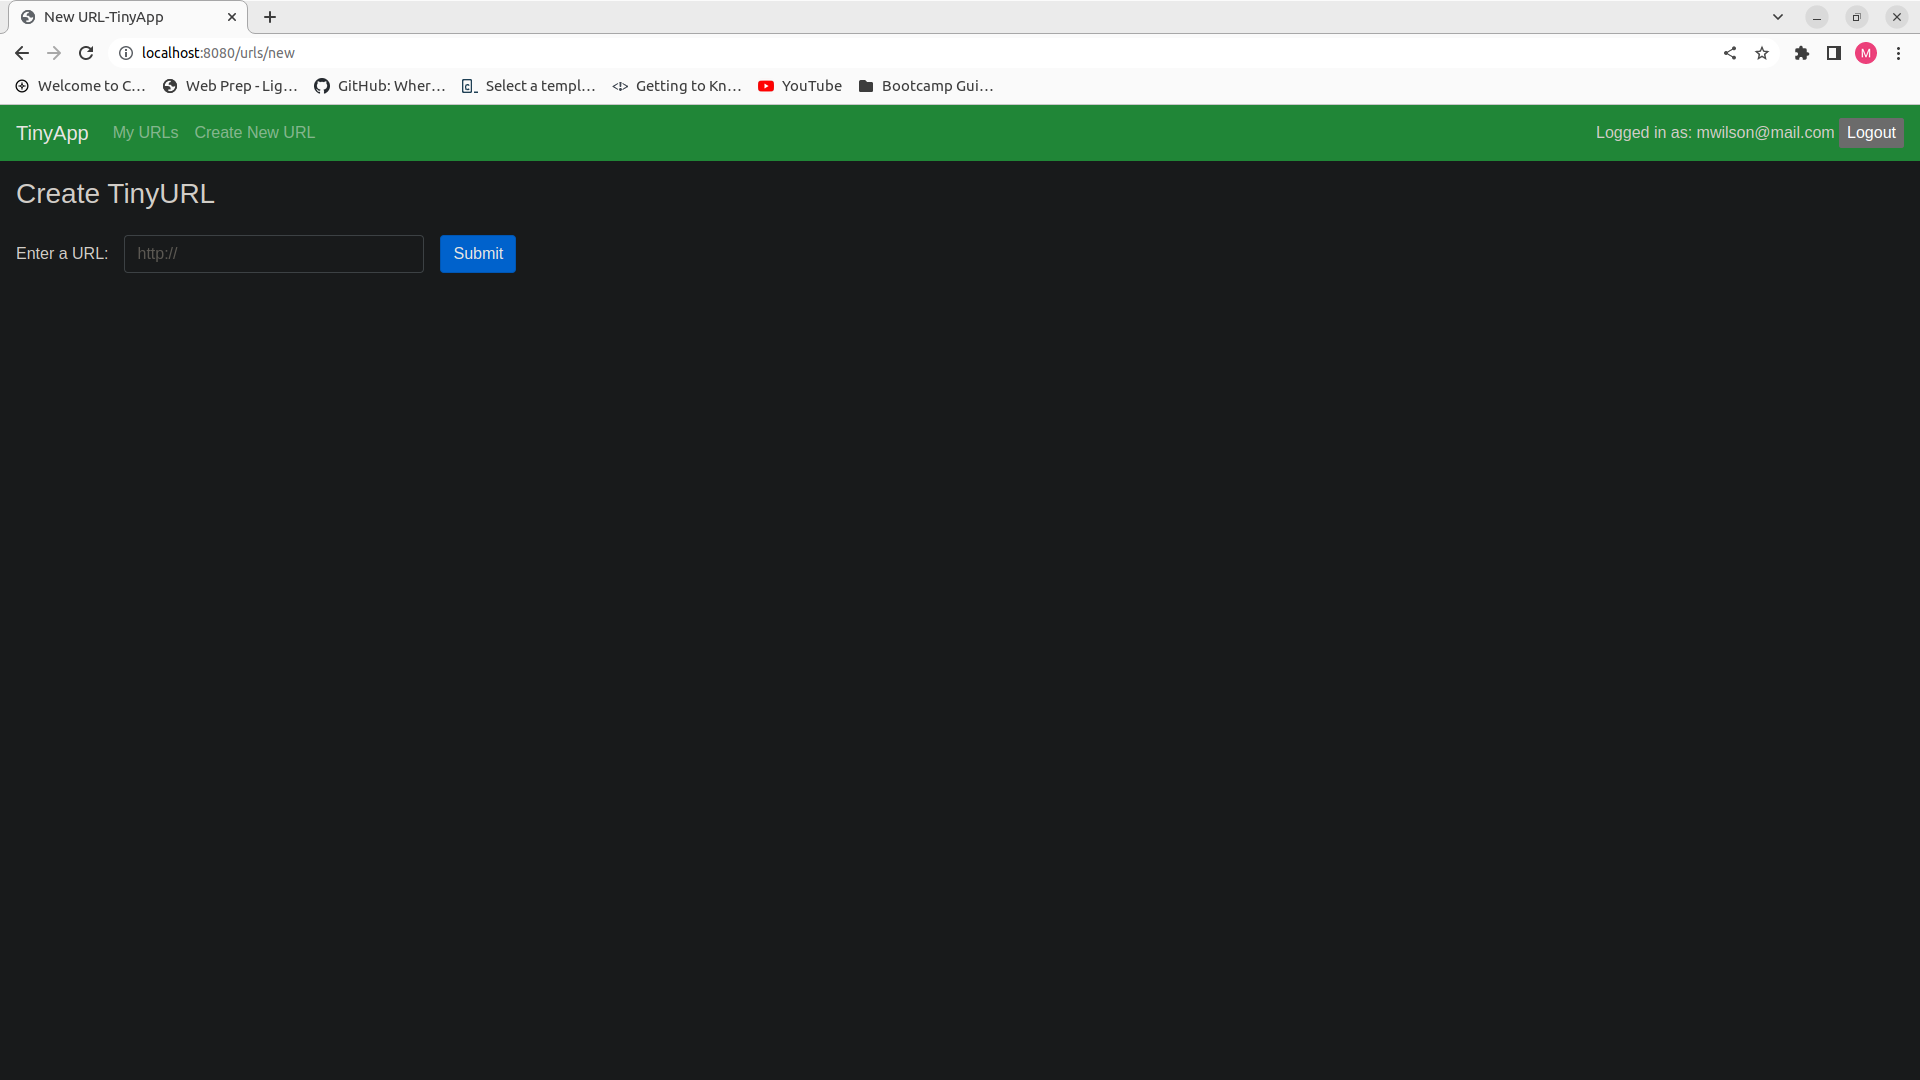 New URL-TinyApp
localhost:8080/urls/new
M
Welcome to C... Web Prep - Lig... GitHub: Wher... Select a templ... Getting to Kn... YouTube Bootcamp Gui...
TinyApp My URLs Create New URL Logged in as: mwilson@mail.com Logout
Create TinyURL
Enter a URL: http:// Submit